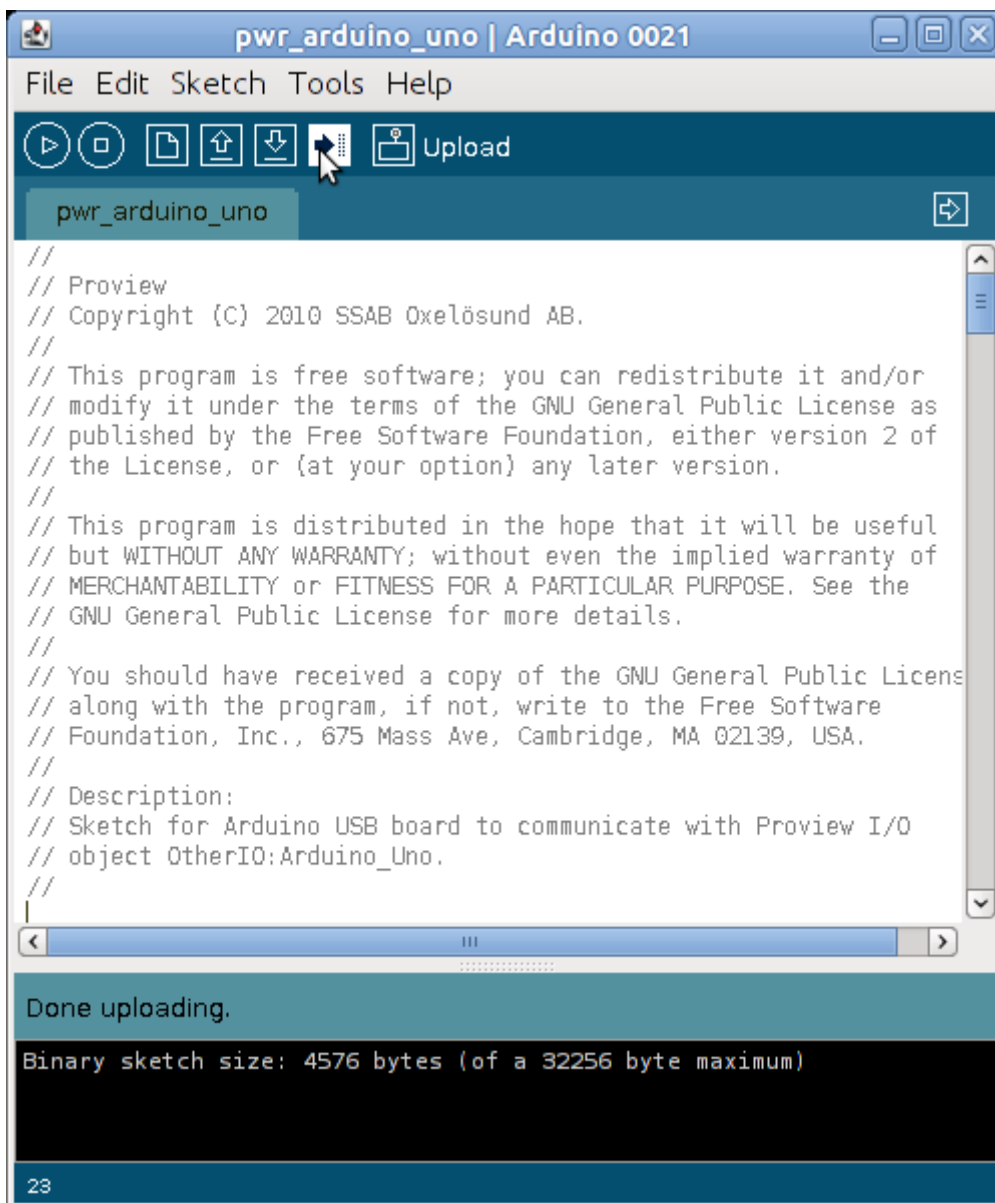 pwr_arduino_uno | Arduino 0021
File Edit Sketch Tools Help
Upload
pwr_arduino_uno
//
// Proview
// Copyright (C) 2010 SSAB Oxelösund AB.
//
// This program is free software; you can redistribute it and/or
// modify it under the terms of the GNU General Public License as
// published by the Free Software Foundation, either version 2 of
// the License, or (at your option) any later version.
//
// This program is distributed in the hope that it will be useful
// but WITHOUT ANY WARRANTY; without even the implied warranty of
// MERCHANTABILITY or FITNESS FOR A PARTICULAR PURPOSE. See the
// GNU General Public License for more details.
//
// You should have received a copy of the GNU General Public Licens
// along with the program, if not, write to the Free Software
// Foundation, Inc., 675 Mass Ave, Cambridge, MA 02139, USA.
//
// Description:
// Sketch for Arduino USB board to communicate with Proview I/O
// object OtherIO:Arduino_Uno.
//
Done uploading.
Binary sketch size: 4576 bytes (of a 32256 byte maximum)
23